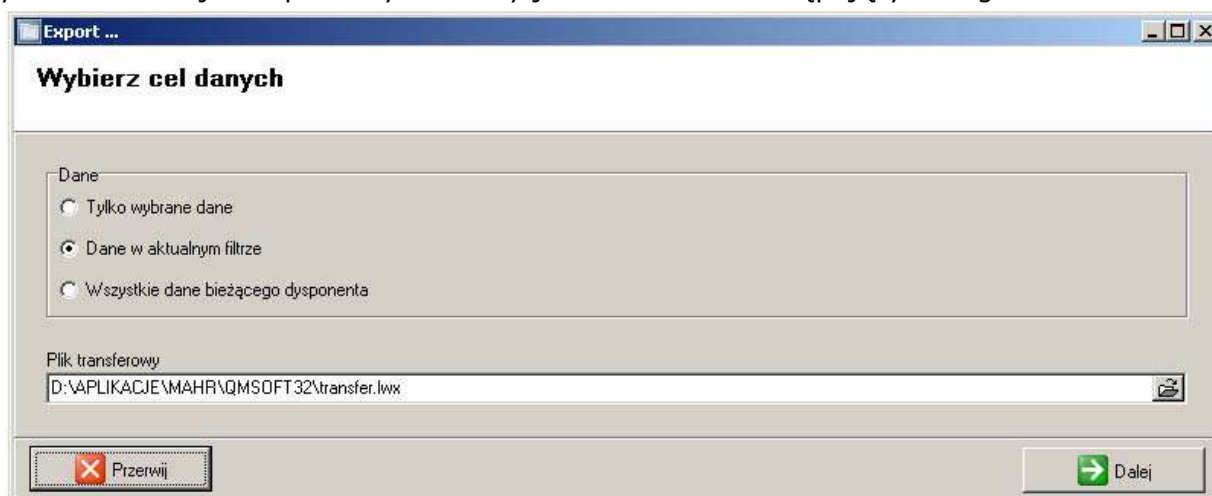 Export ...
Wybierz cel danych
Dane
Tylko wybrane dane
Dane w aktualnym filtrze
Wszystkie dane bieżącego dysponenta
Plik transferowy
D:\APLIKACJE\MAHR\QMSOFT32\transfer.lwx
Przerwij
Dalej